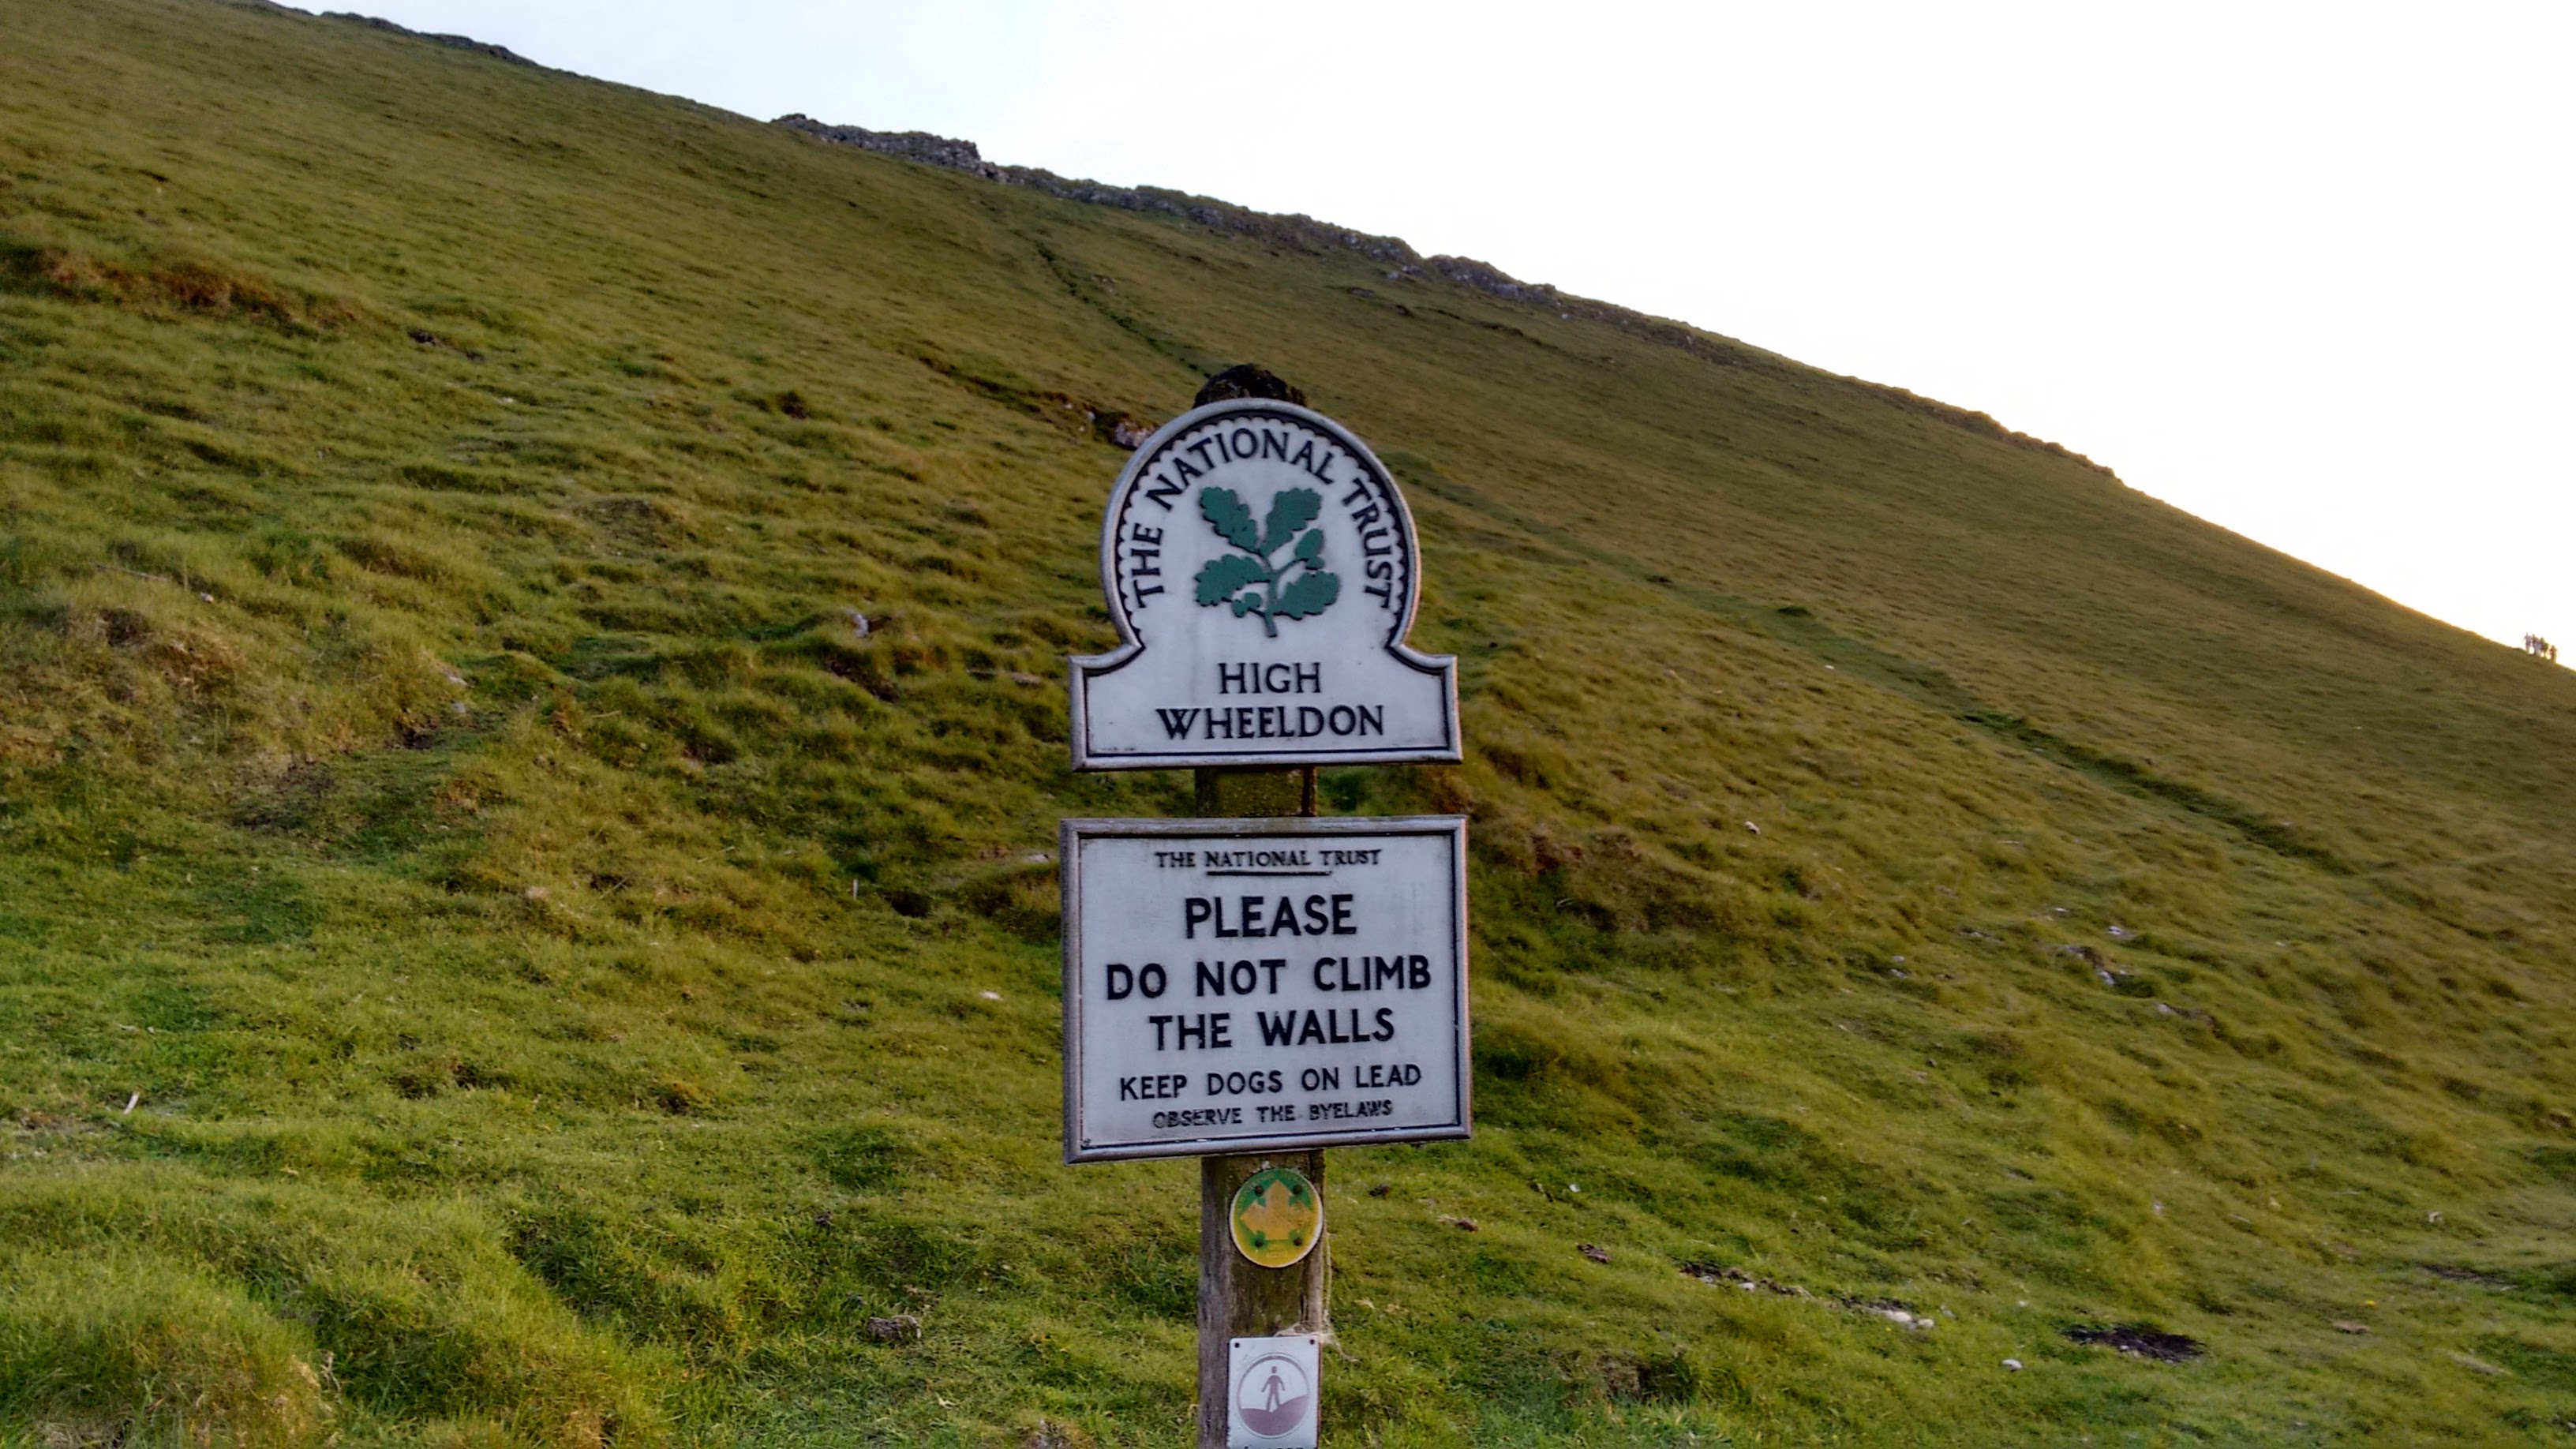 THE NATIONAL TRUST
HIGH
WHEELDON
THE NATIONAL TRUST
PLEASE
DO NOT CLIMB
THE WALLS
KEEP DOGS ON LEAD
OBSERVE THE BYELAWS